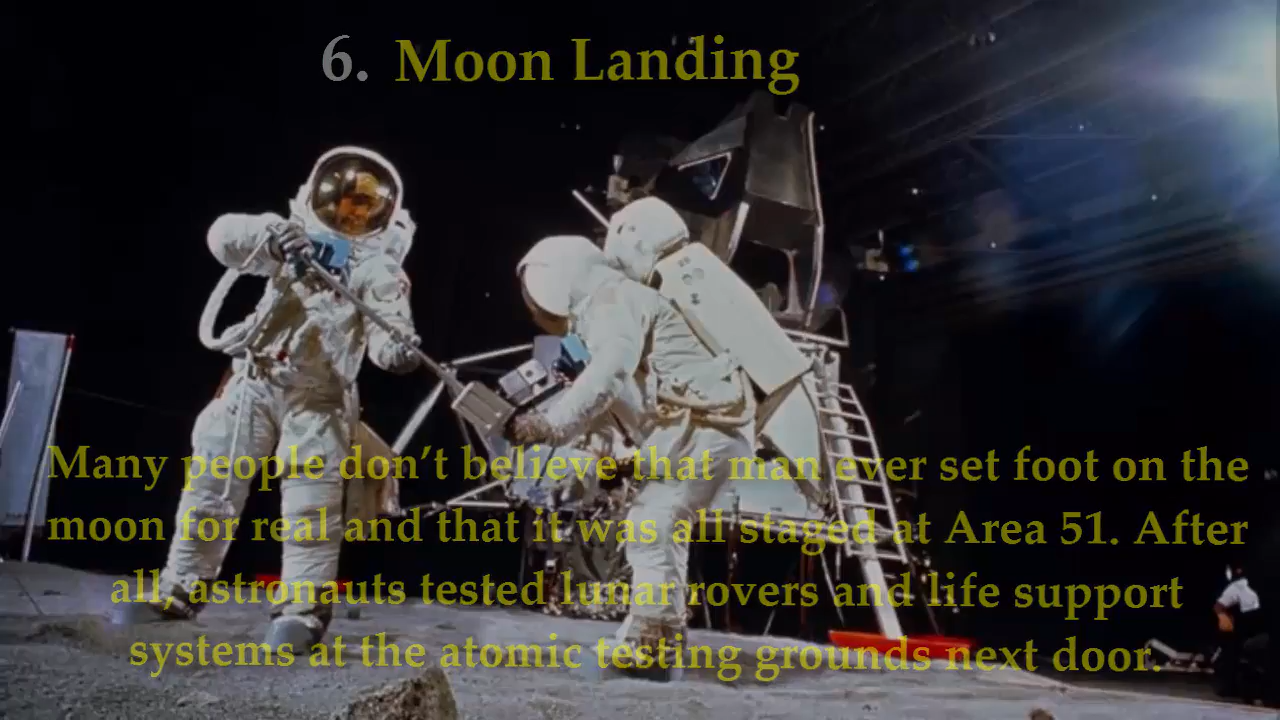 6. Moon Landing
Many people don’t believe that man ever set foot on the
moon for real and that it was all staged at Area 51. After
all, astronauts tested lunar rovers and life support
systems at the atomic testing grounds next door.